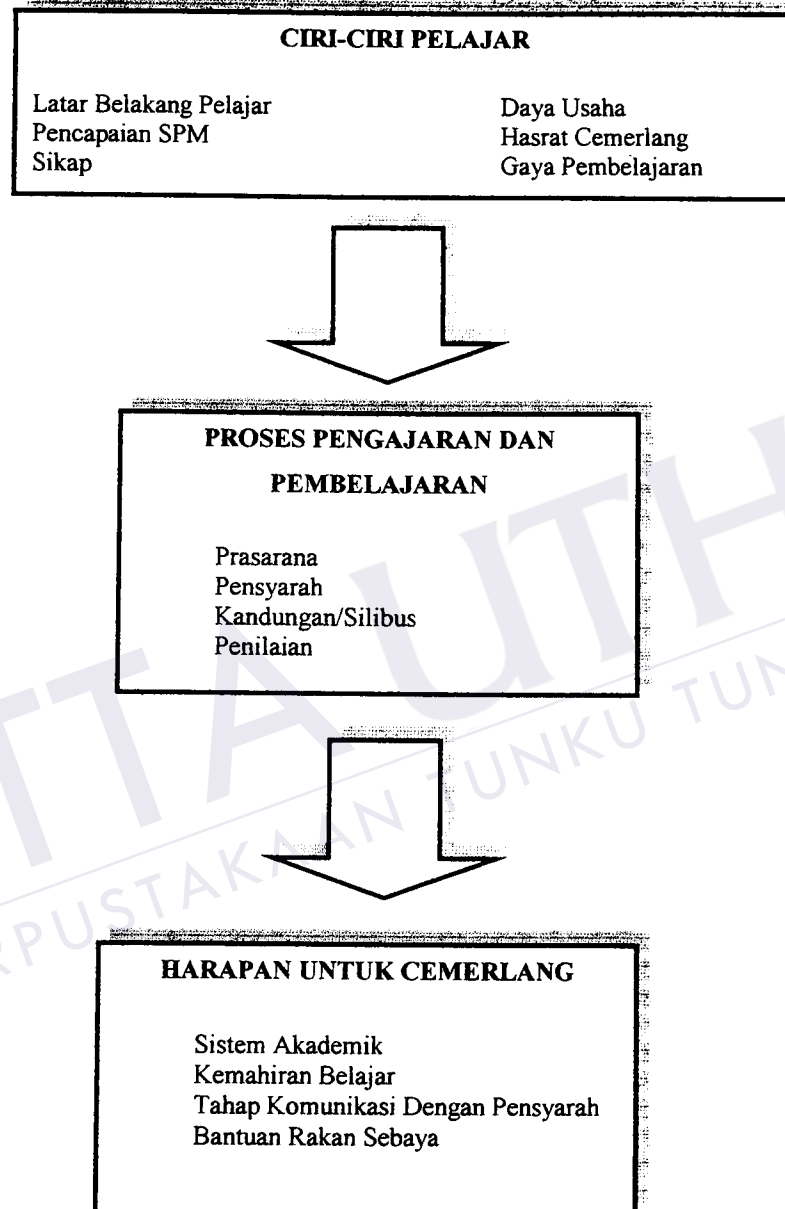 CIRI-CIRI PELAJAR
Latar Belakang Pelajar
Pencapaian SPM
Sikap
Daya Usaha
Hasrat Cemerlang
Gaya Pembelajaran
PROSES PENGAJARAN DAN
PEMBELAJARAN
Prasarana
Pensyarah
Kandungan/Silibus
Penilaian
HARAPAN UNTUK CEMERLANG
Sistem Akademik
Kemahiran Belajar
Tahap Komunikasi Dengan Pensyarah
Bantuan Rakan Sebaya